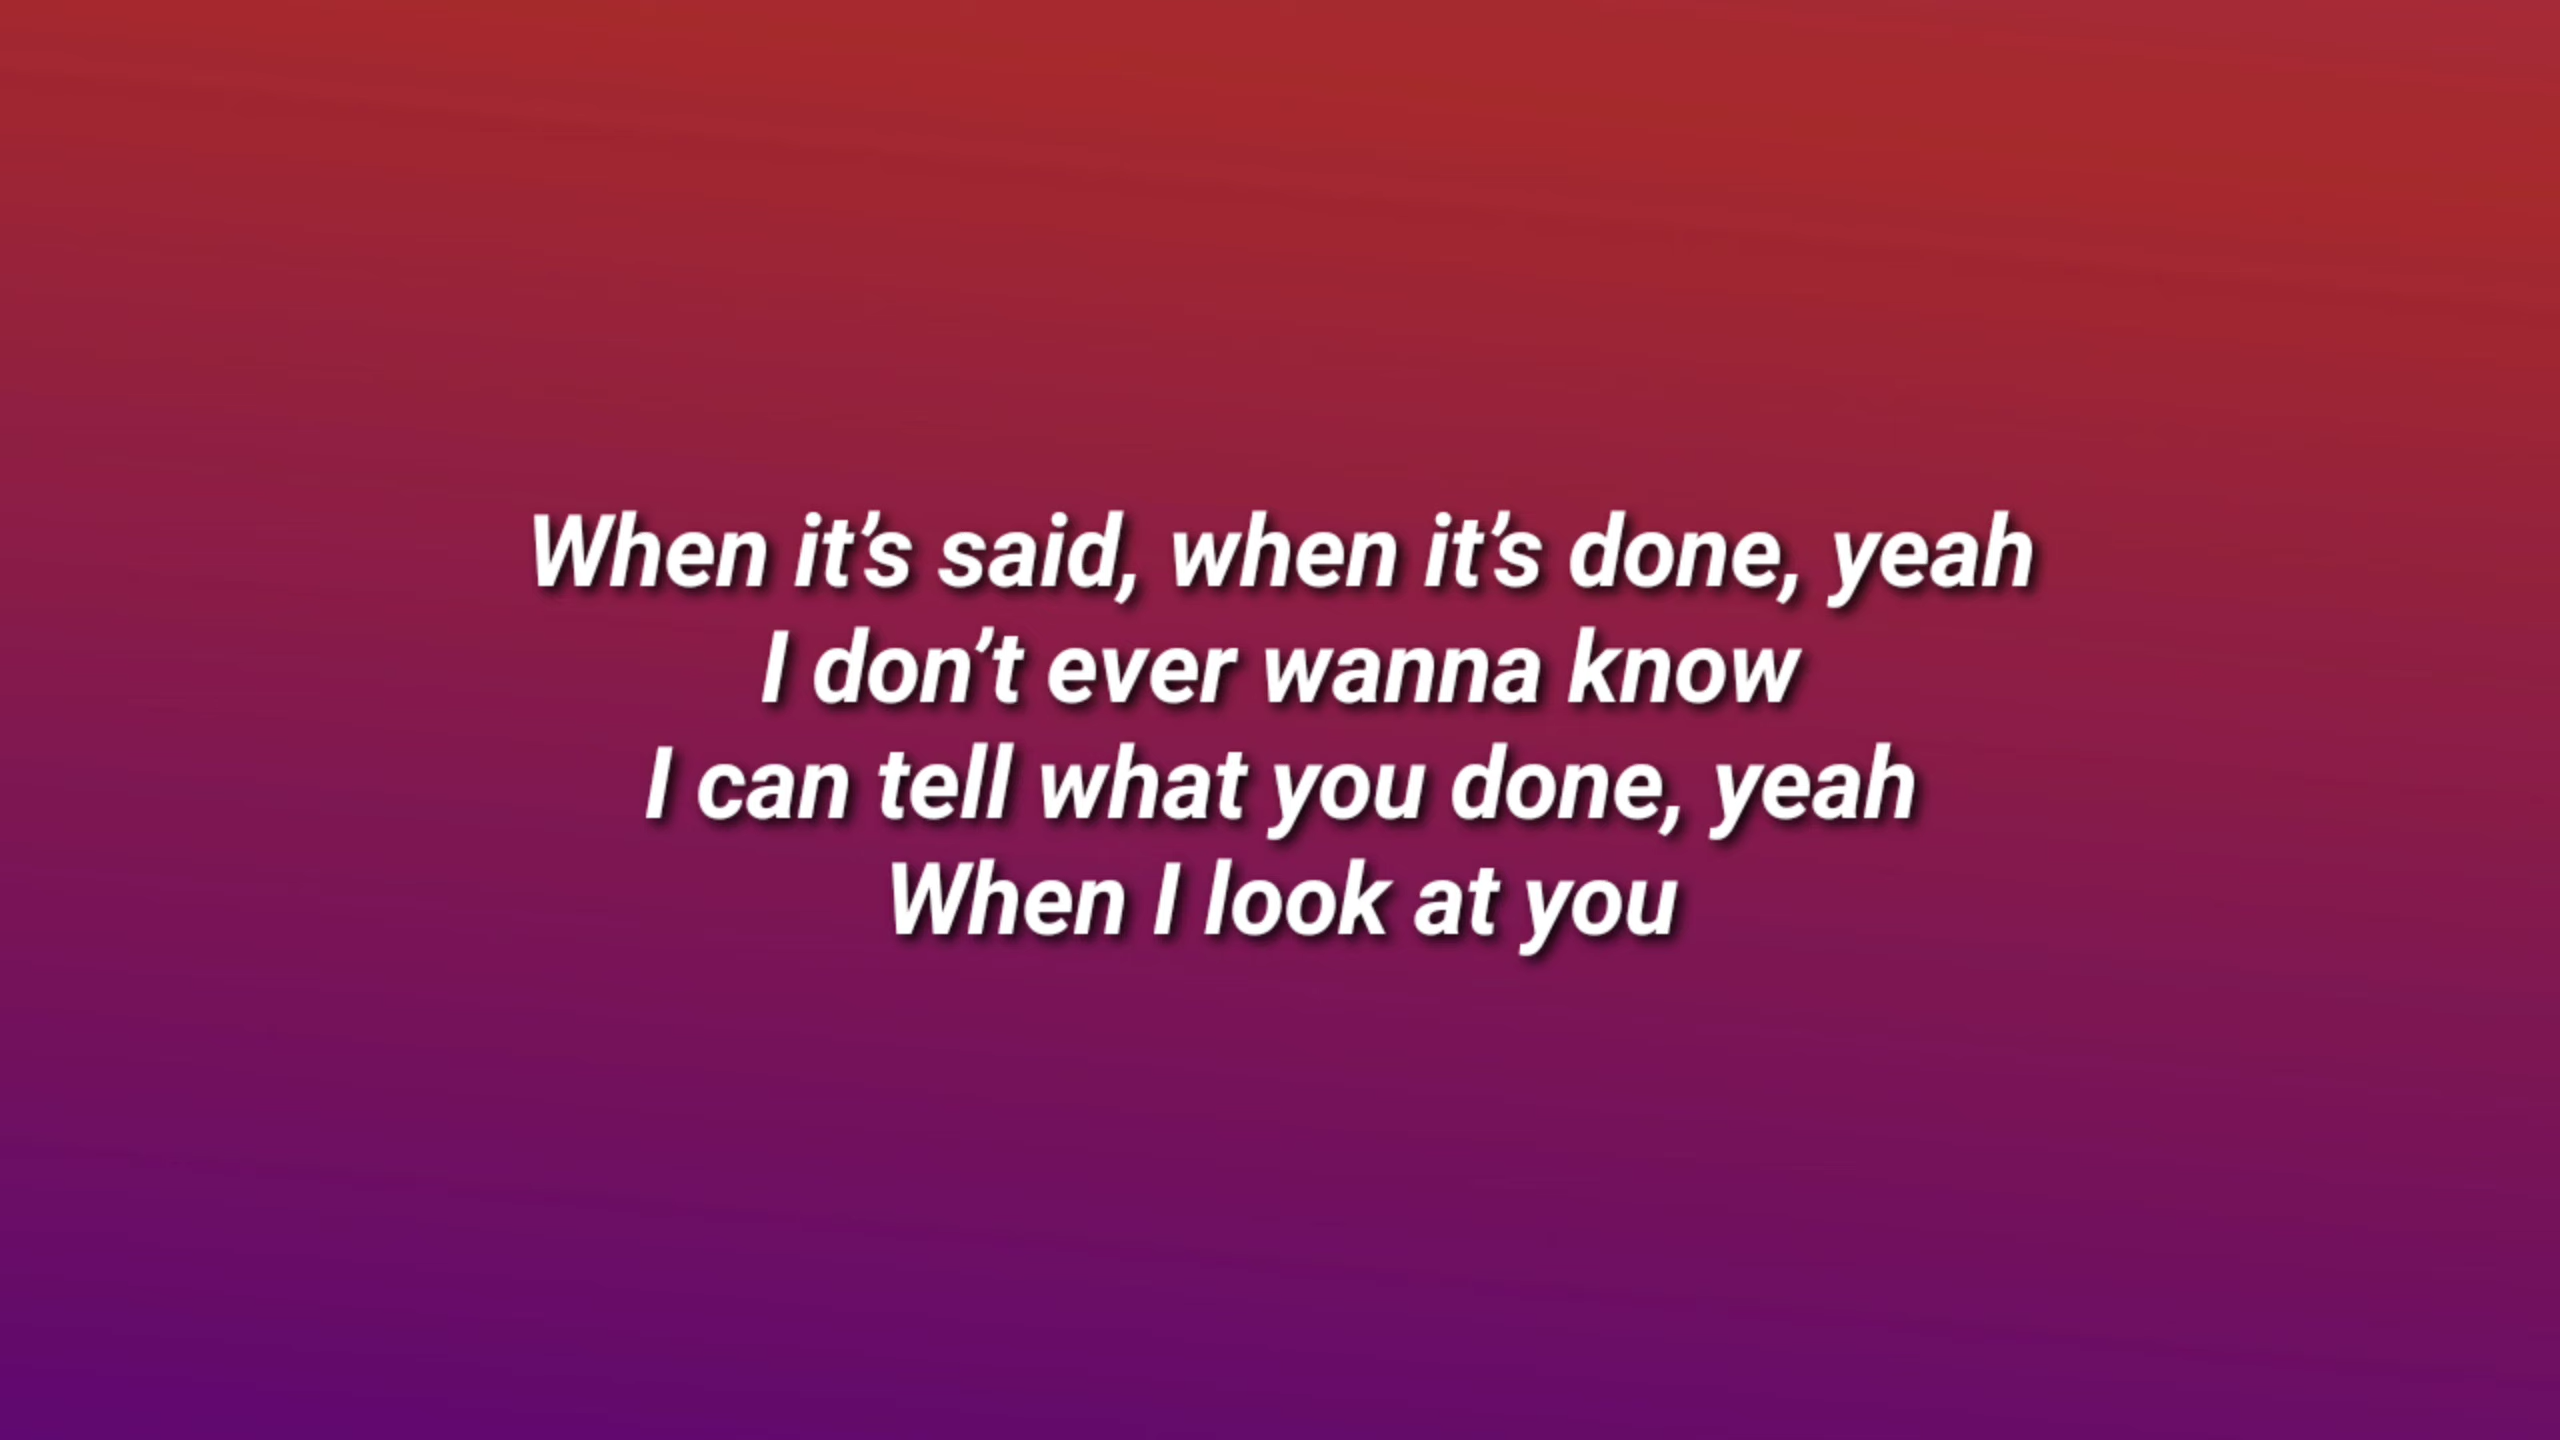 When it’s said, when it’s done, yeah
I don’t ever wanna know
I can tell what you done, yeah
When I look at you